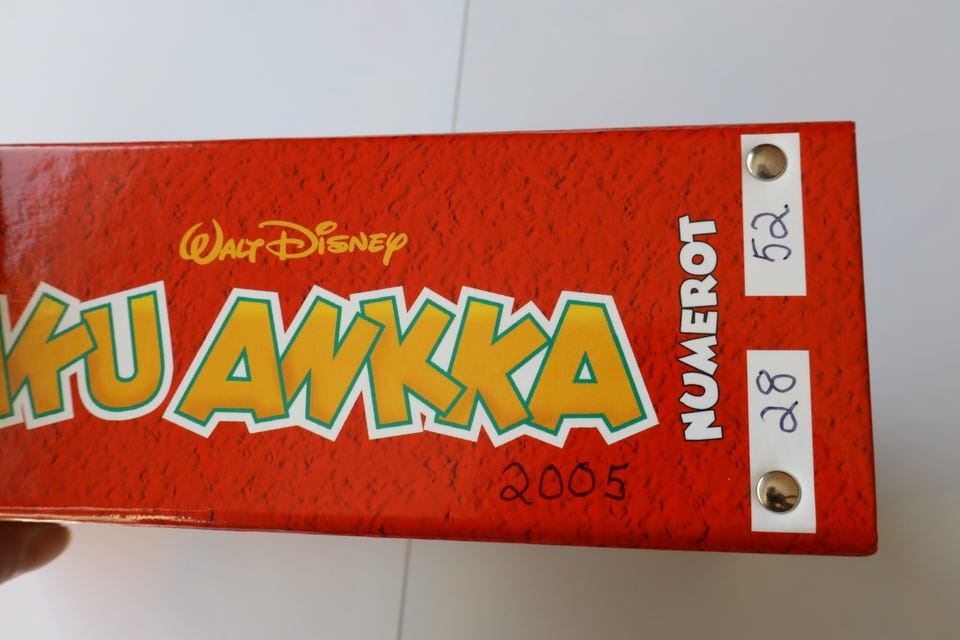 WALT DISNEY
KU ANKKA
2005
NUMEROT
28
52